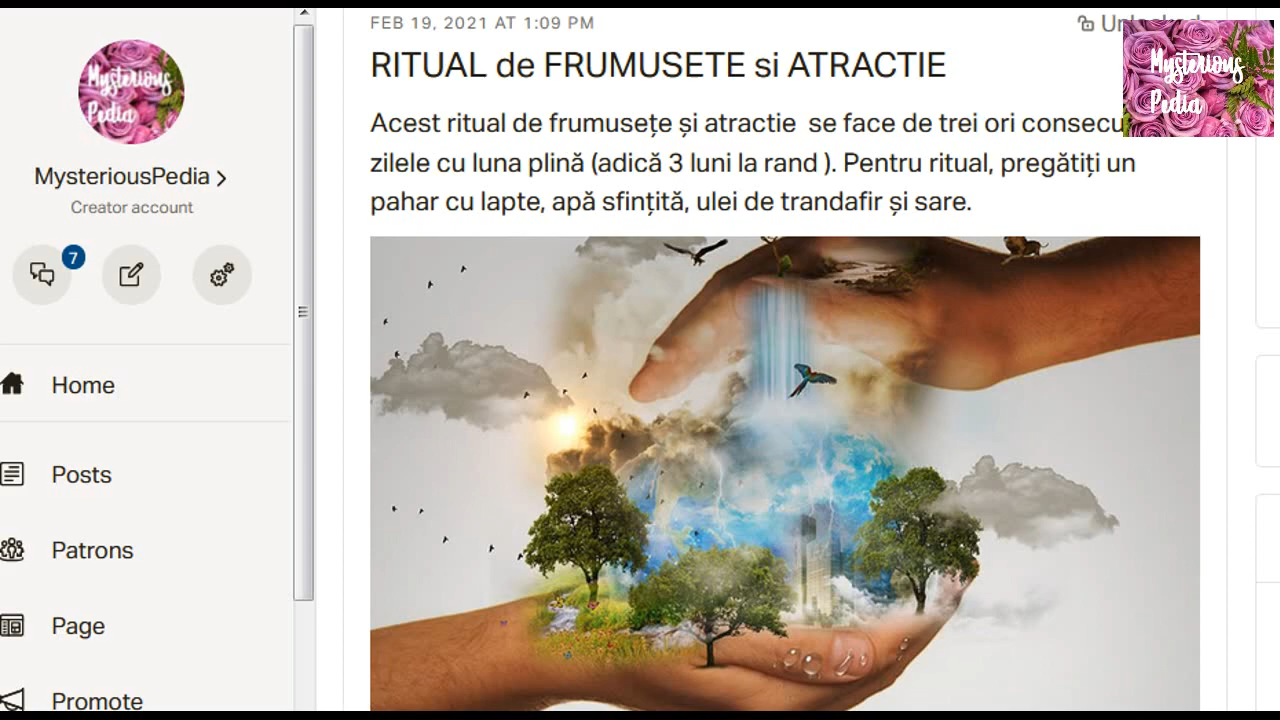 Mysterious
Pedia
MysteriousPedia
Creator account
7
Home
Posts
Patrons
Page
Promote
FEB 19, 2021 AT 1:09 PM
RITUAL de FRUMUSETE si ATRACTIE
Acest ritual de frumusețe și atractie se face de trei ori
zilele cu luna plină (adică 3 luni la rand ). Pentru ritual, pregătiți un
pahar cu lapte, apă sfințită, ulei de trandafir și sare.
Mysterious
Pedia